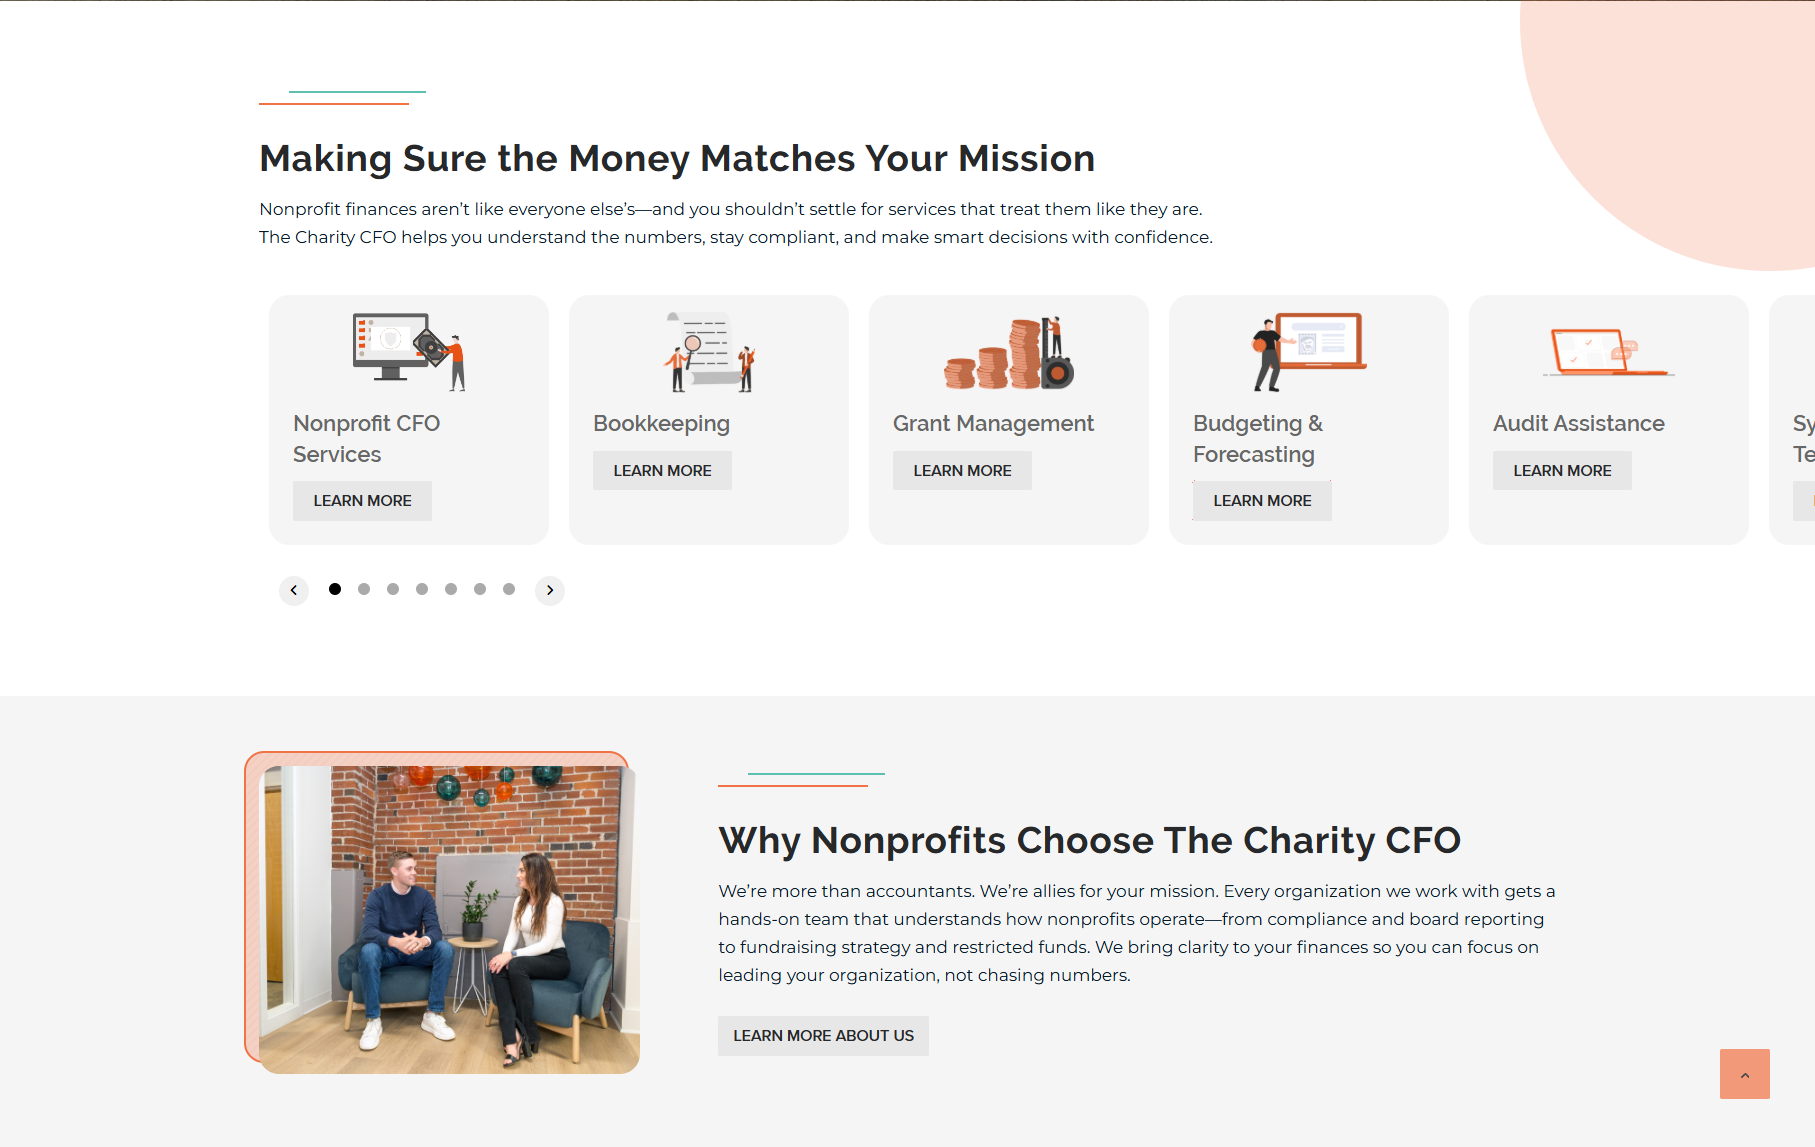 Making Sure the Money Matches Your Mission
Nonprofit finances aren’t like everyone else’s—and you shouldn’t settle for services that treat them like they are.
The Charity CFO helps you understand the numbers, stay compliant, and make smart decisions with confidence.
Nonprofit CFO
Services
LEARN MORE
Bookkeeping
LEARN MORE
Grant Management
LEARN MORE
Budgeting &
Forecasting
LEARN MORE
Audit Assistance
LEARN MORE
Sy
Te
Why Nonprofits Choose The Charity CFO
We’re more than accountants. We’re allies for your mission. Every organization we work with gets a
hands-on team that understands how nonprofits operate—from compliance and board reporting
to fundraising strategy and restricted funds. We bring clarity to your finances so you can focus on
leading your organization, not chasing numbers.
LEARN MORE ABOUT US